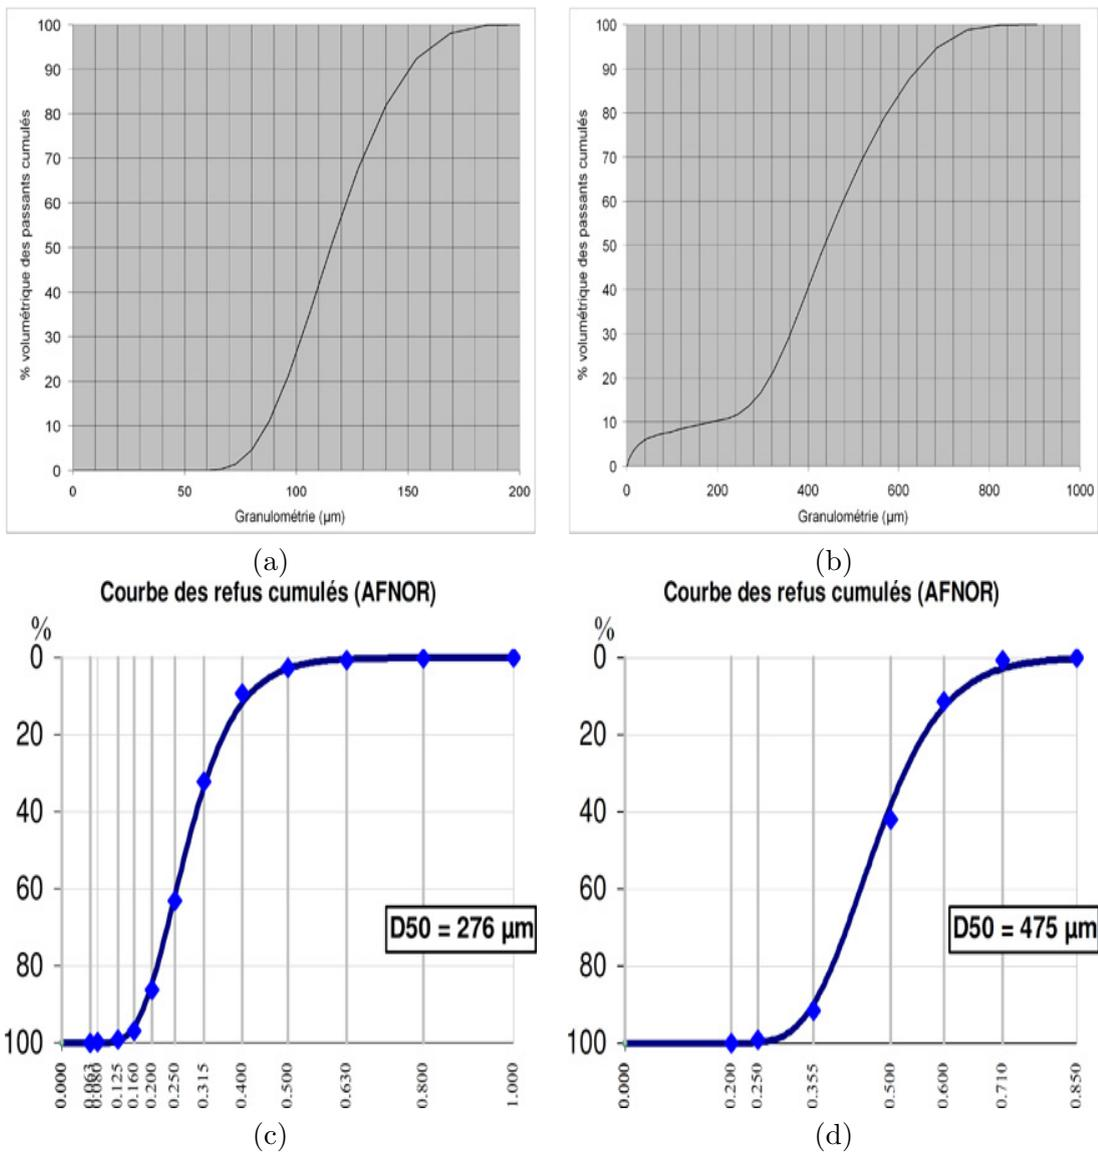 % volumétrique des passants cumulés
100
90
80
70
60
50
40
30
20
10
0
0 50 100 150 200
Granulométrie (µm)
(a)
% volumétrique des passants cumulés
100
90
80
70
60
50
40
30
20
10
0
0 200 400 600 800 1000
Granulométrie (µm)
(b)
Courbe des refus cumulés (AFNOR)
%
0
20
40
60
80
100
D50 = 276 µm
0.000 0.063 0.080 0.125 0.160 0.200 0.250 0.315 0.400 0.500 0.630 0.800 1.000
(c)
Courbe des refus cumulés (AFNOR)
%
0
20
40
60
80
100
D50 = 475 µm
0.000 0.200 0.250 0.355 0.500 0.600 0.710 0.850
(d)